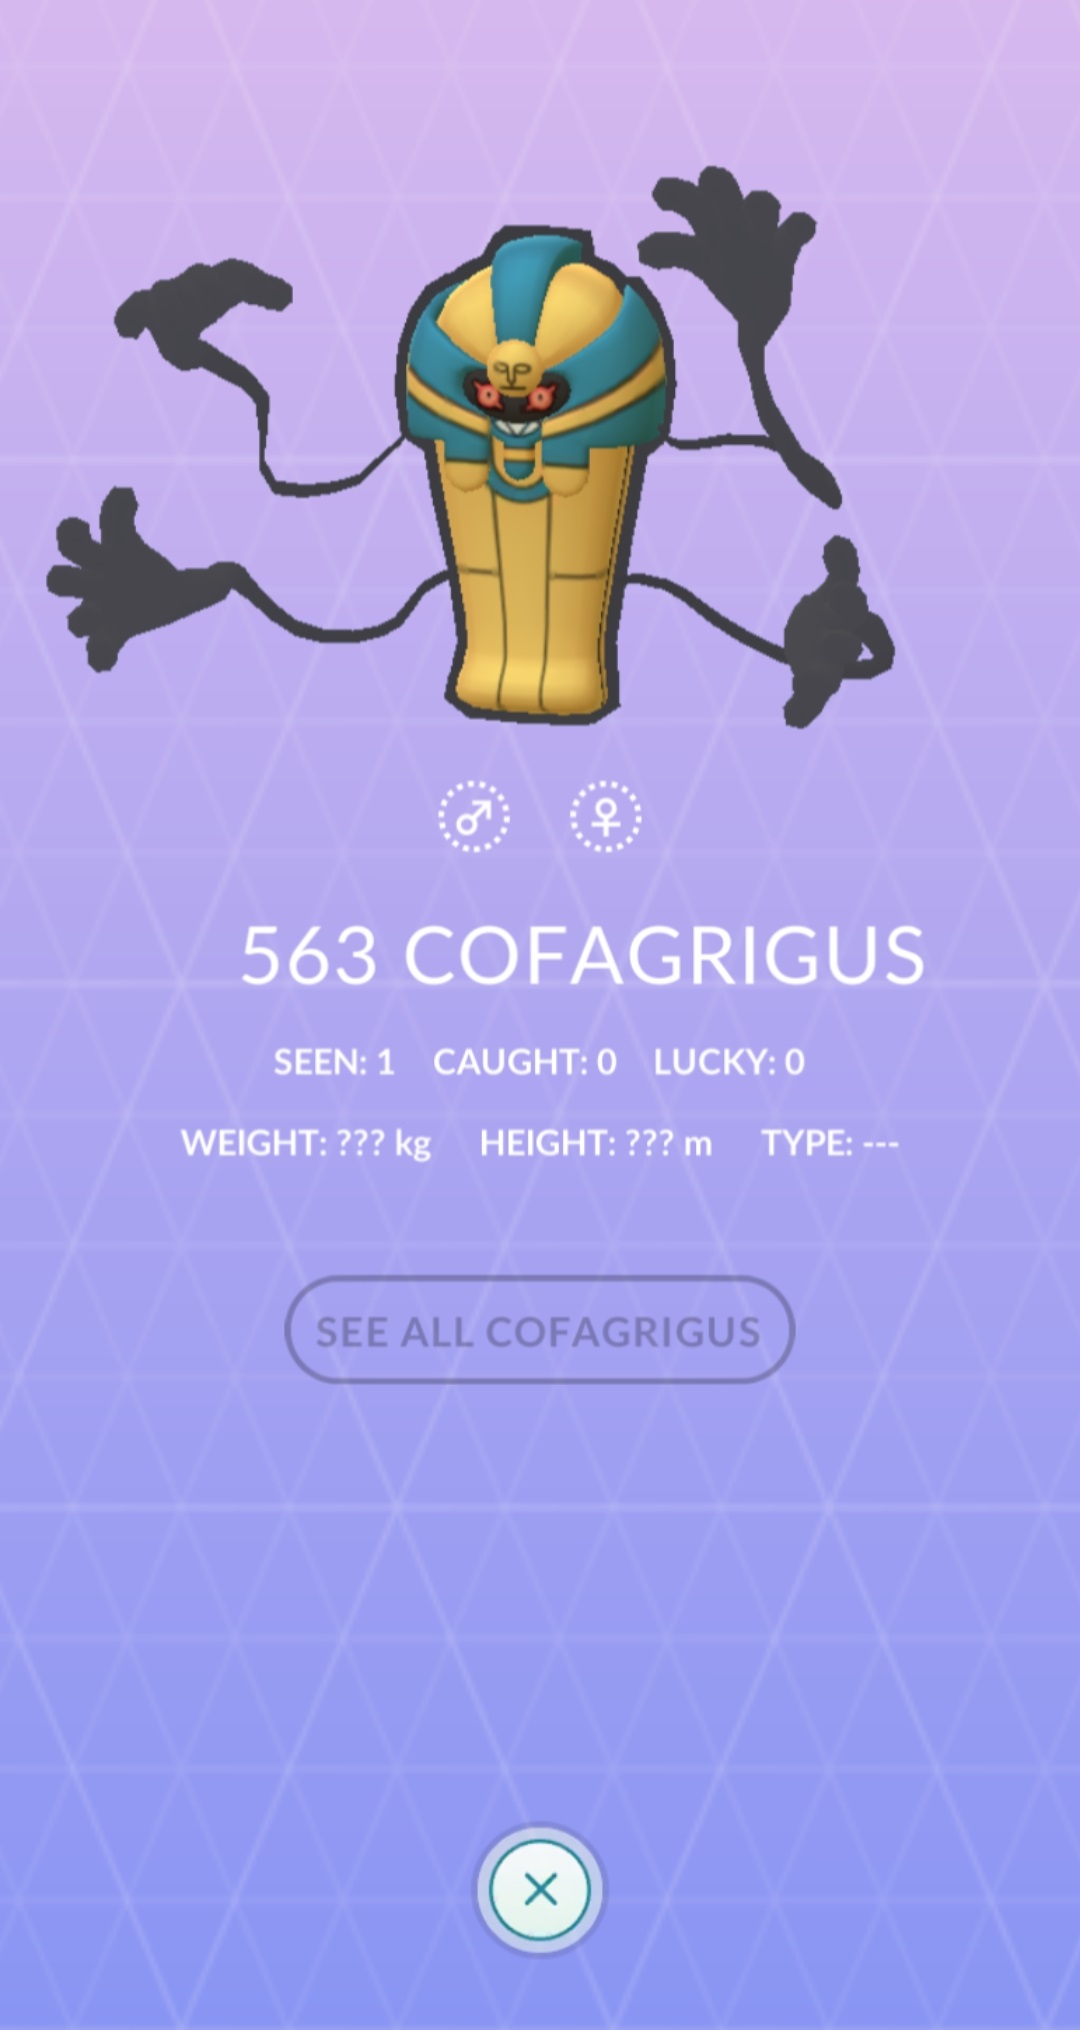 563 COFAGRIGUS
SEEN: 1 CAUGHT: 0 LUCKY: 0
WEIGHT: ??? kg HEIGHT: ??? m TYPE: ---
SEE ALL COFAGRIGUS